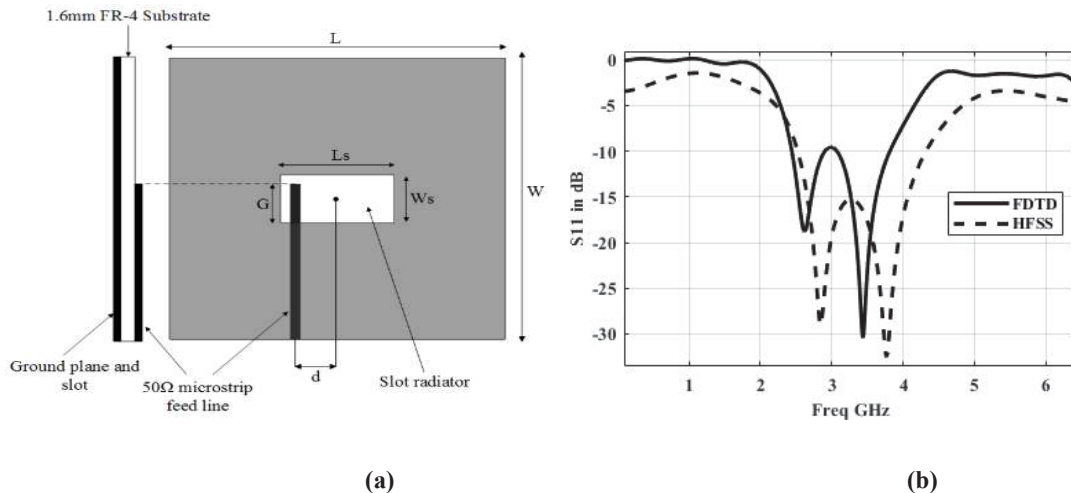 1.6mm FR-4 Substrate
L
Ls
G
Ws
W
d
Ground plane and
slot
50Ω microstrip
feed line
Slot radiator
(a)
0
-5
-10
-15
-20
-25
-30
S11 in dB
FDTD
HFSS
1 2 3 4 5 6
Freq GHz
(b)